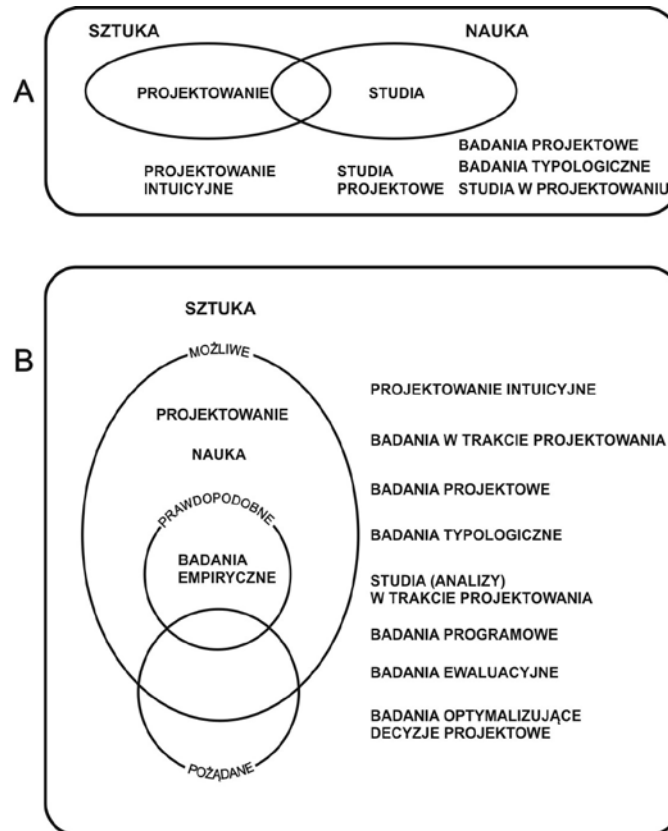 A
SZTUKA
NAUKA
PROJEKTOWANIE
STUDIA
PROJEKTOWANIE
INTUICYJNE
STUDIA
PROJEKTOWE
BADANIA PROJEKTOWE
BADANIA TYPOLOGICZNE
STUDIA W PROJEKTOWANIU
B
SZTUKA
MOŻLIWE
PROJEKTOWANIE
NAUKA
PRAWDOPODOBNE
BADANIA
EMPIRYCZNE
POŻĄDANE
PROJEKTOWANIE INTUICYJNE
BADANIA W TRAKCIE PROJEKTOWANIA
BADANIA PROJEKTOWE
BADANIA TYPOLOGICZNE
STUDIA (ANALIZY)
W TRAKCIE PROJEKTOWANIA
BADANIA PROGRAMOWE
BADANIA EWALUACYJNE
BADANIA OPTYMALIZUJĄCE
DECYZJE PROJEKTOWE